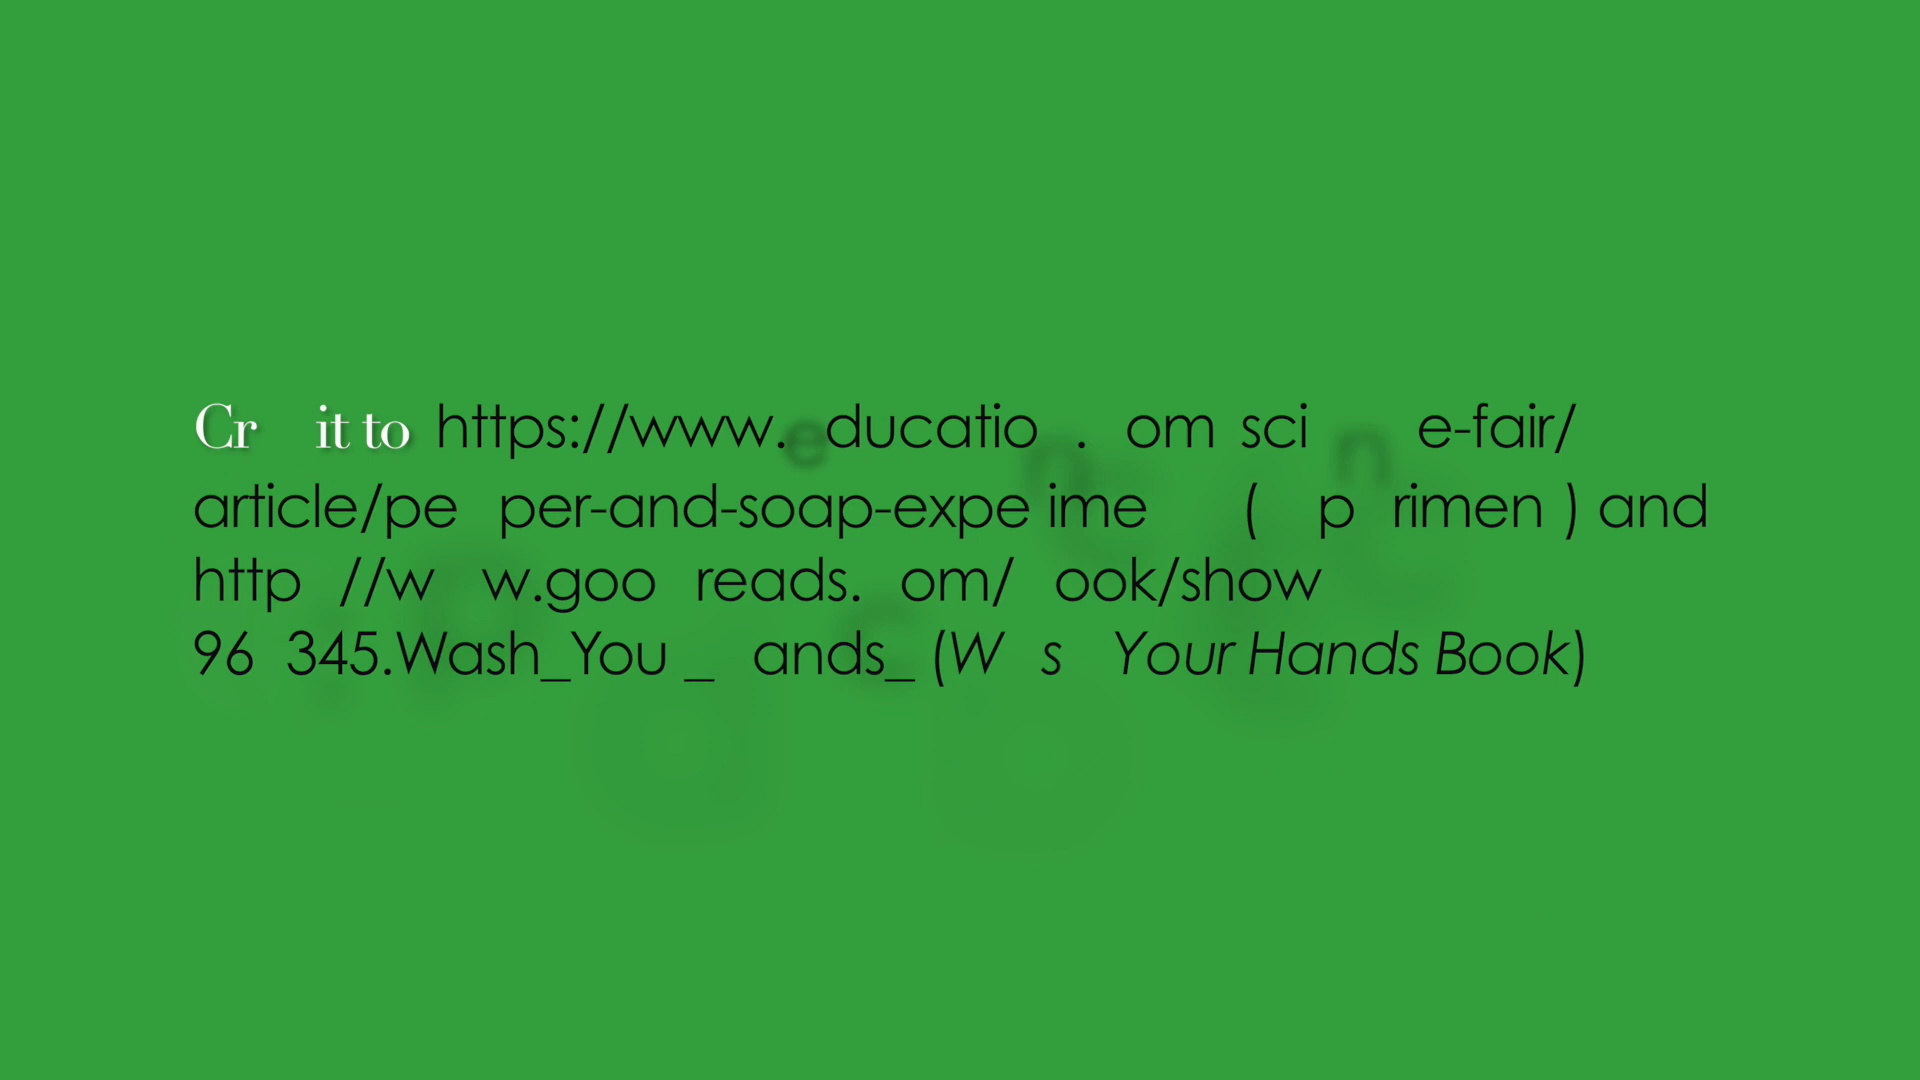 Cr it to https://www.educatio . om sci n e-fair/
article/pe per-and-soap-expe ime ( p rimen ) and
http //w w.goo reads. om/ ook/show
96 345.Wash_You _ ands_ (W s Your Hands Book)